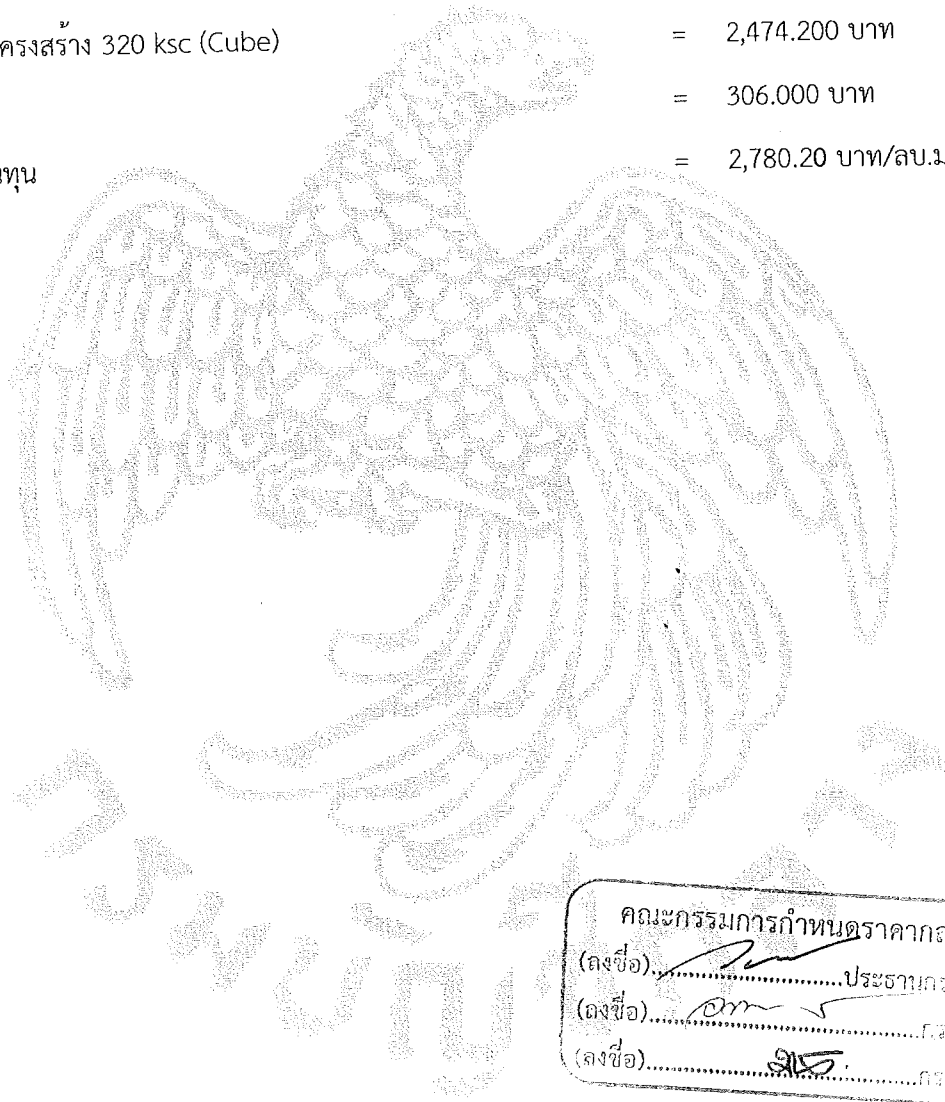 ครงสร้าง 320 ksc (Cube) = 2,474.200 บาท
= 306.000 บาท
ทุน = 2,780.20 บาท/ลบ.ม
คณะกรรมการกำหนดราคาก
(ลงชื่อ)....................ประธานกร
(ลงชื่อ)....................
(ลงชื่อ)....................กร